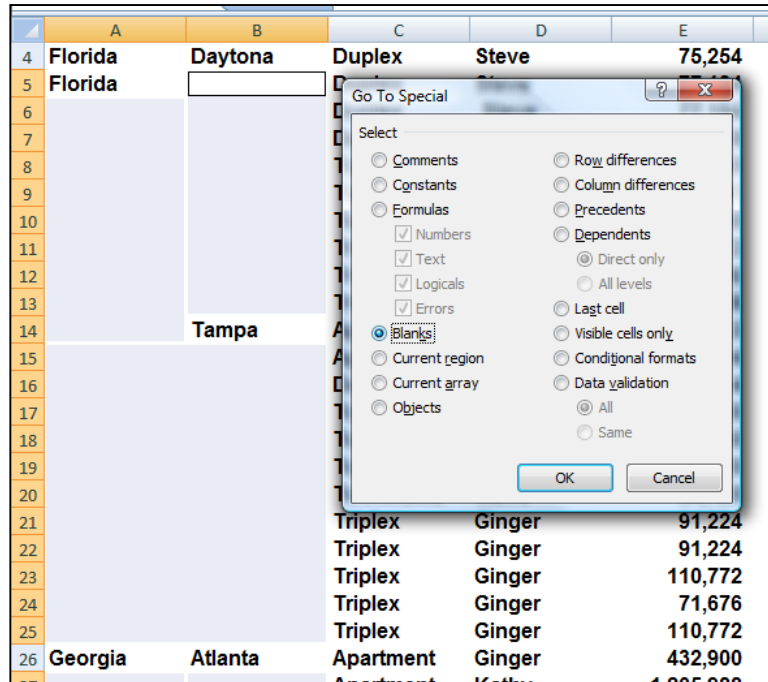 A B C D E
4 Florida Daytona Duplex Steve 75,254
5 Florida
6
7
8
9
10
11
12
13
14 Tampa
15
16
17
18
19
20
21 Triplex Ginger 91,224
22 Triplex Ginger 91,224
23 Triplex Ginger 110,772
24 Triplex Ginger 71,676
25 Triplex Ginger 110,772
26 Georgia Atlanta Apartment Ginger 432,900
Go To Special
Select
Comments Row differences
Constants Column differences
Formulas Precedents
Numbers Dependents
Text Direct only
Logicals All levels
Errors Last cell
Blanks Visible cells only
Current region Conditional formats
Current array Data validation
Objects All
Same
OK Cancel